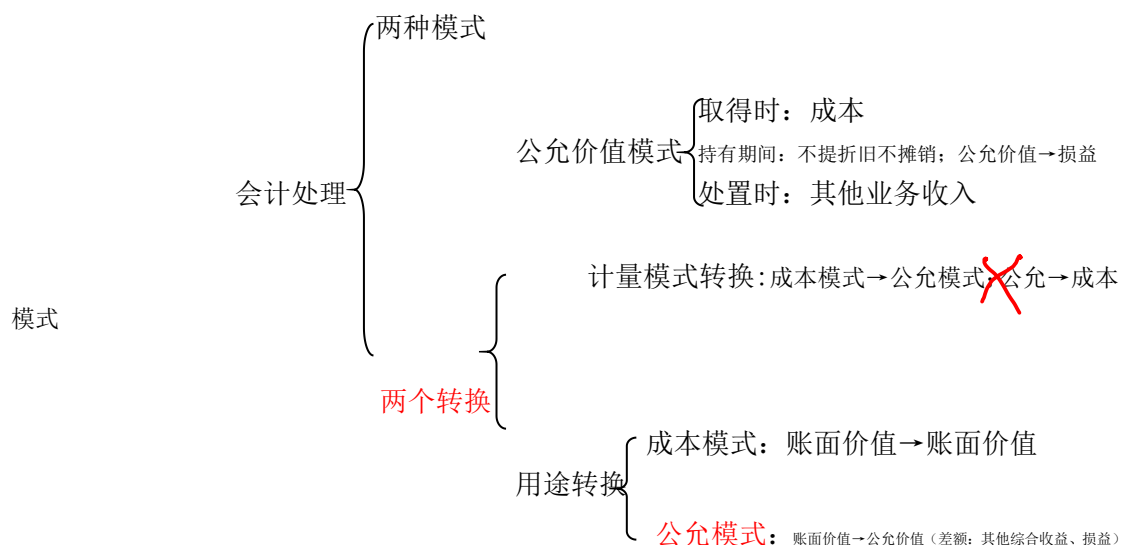 两种模式
取得时：成本
公允价值模式
持有期间：不提折旧不摊销；公允价值→损益
会计处理
处置时：其他业务收入
计量模式转换:成本模式→公允模式;公允→成本
模式
两个转换
成本模式：账面价值→账面价值
用途转换
公允模式：账面价值→公允价值（差额：其他综合收益、损益）